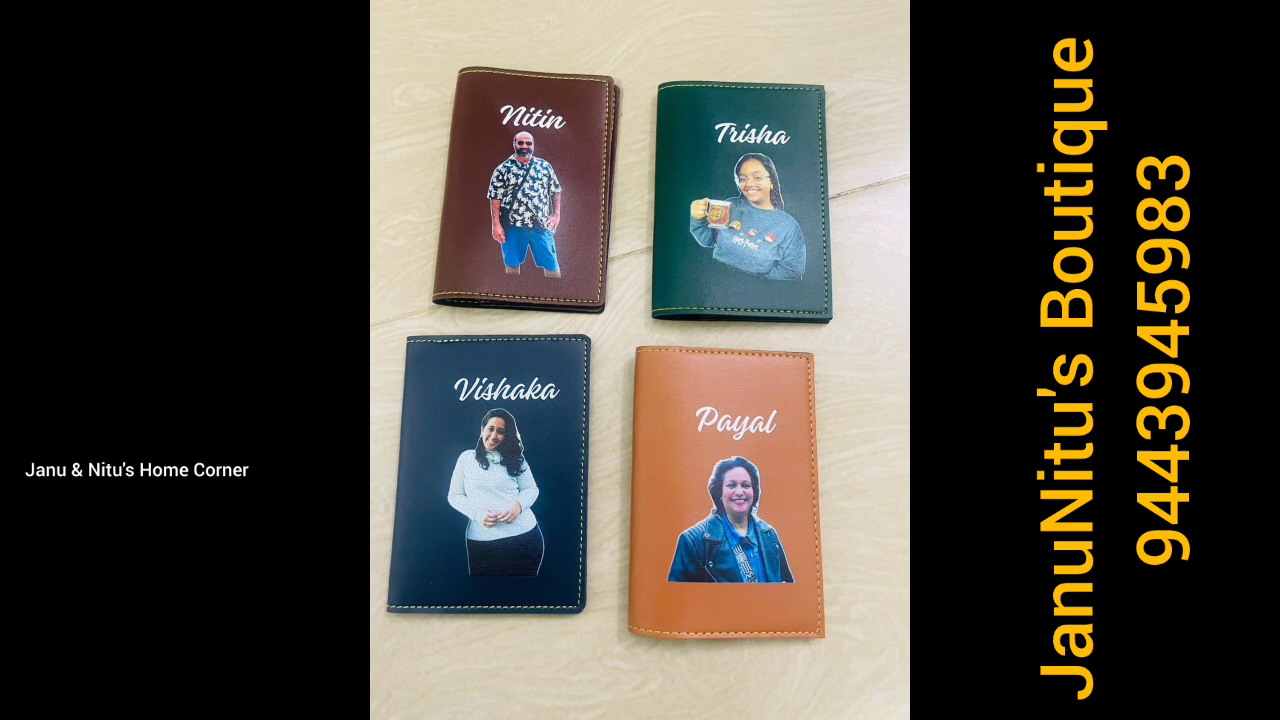 Nitin
Trisha
Vishaka
Payal
Janu & Nitu's Home Corner
JanuNitu's Boutique
9443945983